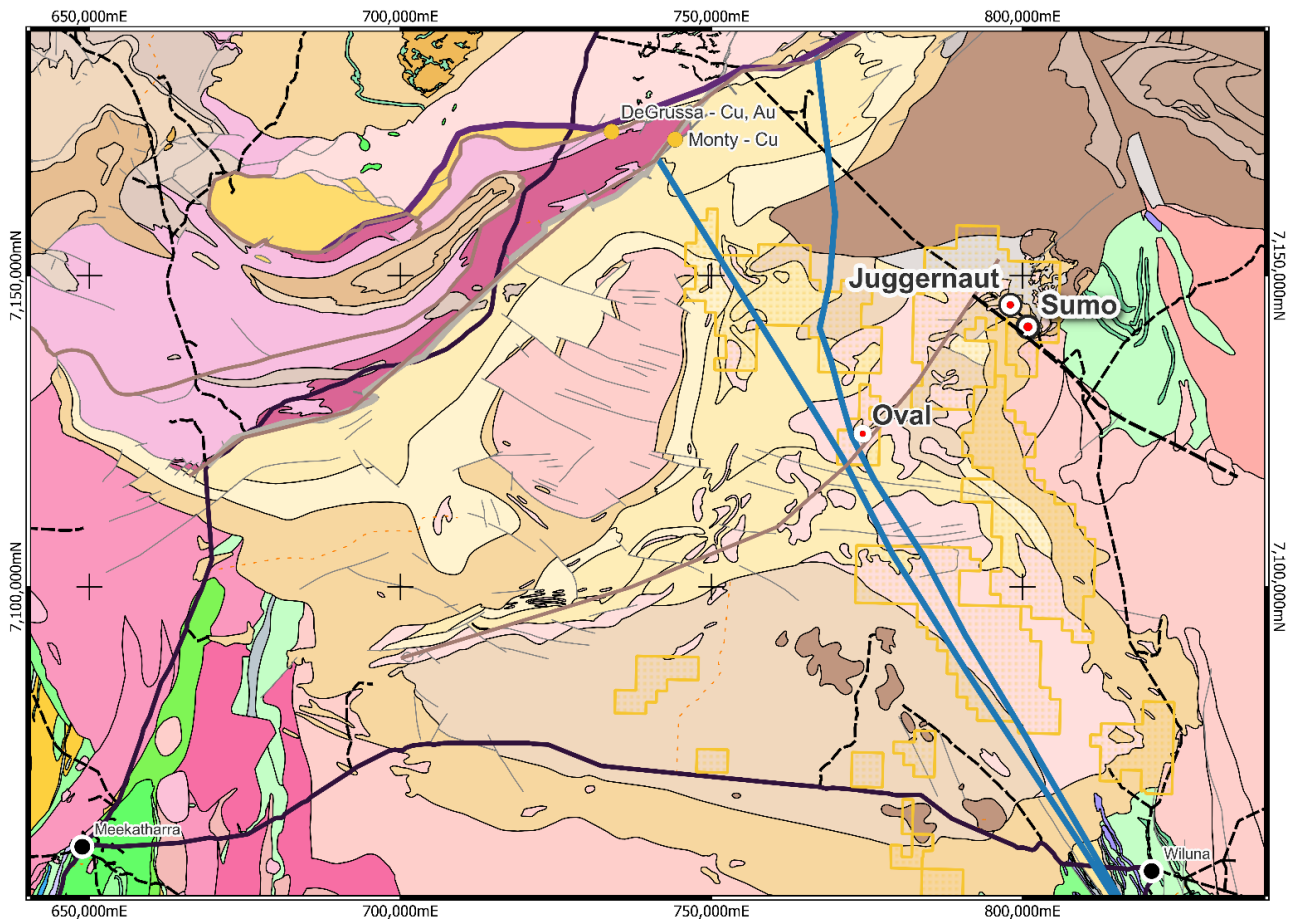 650,000mE 700,000mE 750,000mE 800,000mE
DeGrussa - Cu, Au
Monty - Cu
7,150,000mN 7,150,000mN
Juggernaut
Sumo
Oval
7,100,000mN 7,100,000mN
Meekatharra
Wiluna
650,000mE 700,000mE 750,000mE 800,000mE